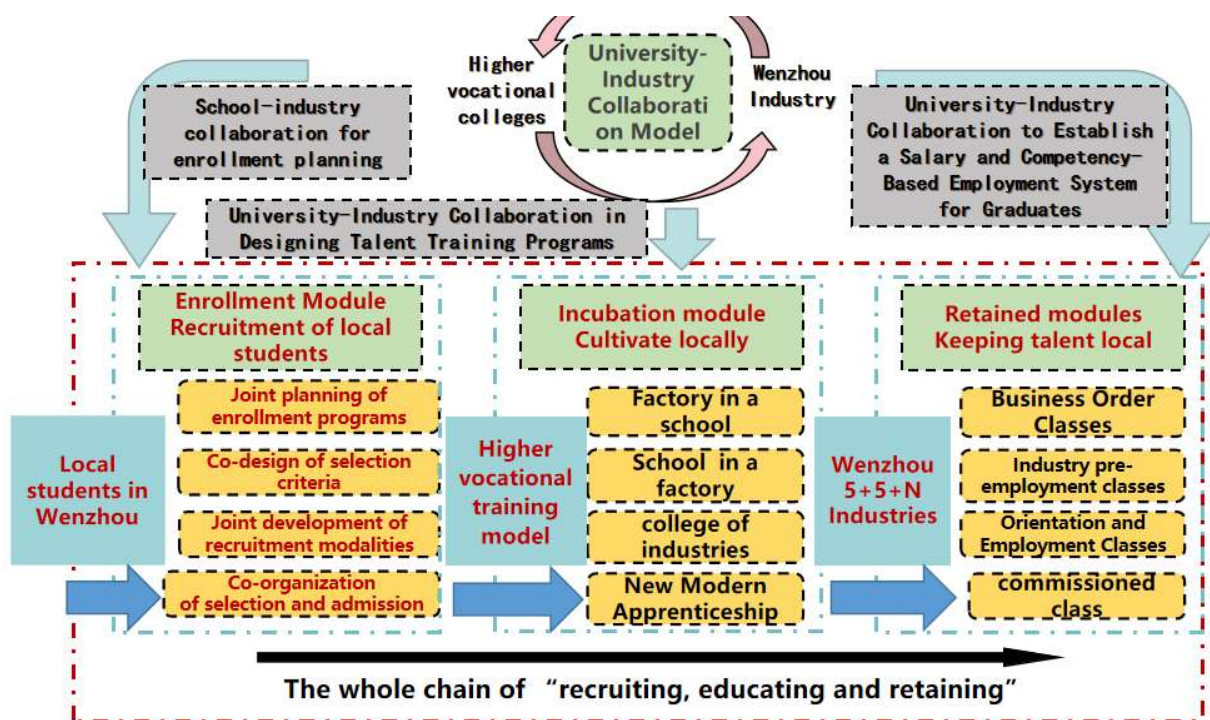 Higher
vocational
colleges
University-
Industry
Collaborati
on Model
Wenzhou
Industry
School-industry
collaboration for
enrollment planning
University-Industry Collaboration in
Designing Talent Training Programs
University-Industry
Collaboration to Establish
a Salary and Competency-
Based Employment System
for Graduates
Enrollment Module
Recruitment of local
students
Incubation module
Cultivate locally
Retained modules
Keeping talent local
Local
students in
Wenzhou
Joint planning of
enrollment programs
Co-design of selection
criteria
Joint development of
recruitment modalities
Co-organization
of selection and admission
Higher
vocational
training
model
Factory in a
school
School in a
factory
college of
industries
New Modern
Apprenticeship
Wenzhou
5+5+N
Industries
Business Order
Classes
Industry pre-
employment classes
Orientation and
Employment Classes
commissioned
class
The whole chain of “recruiting, educating and retaining”